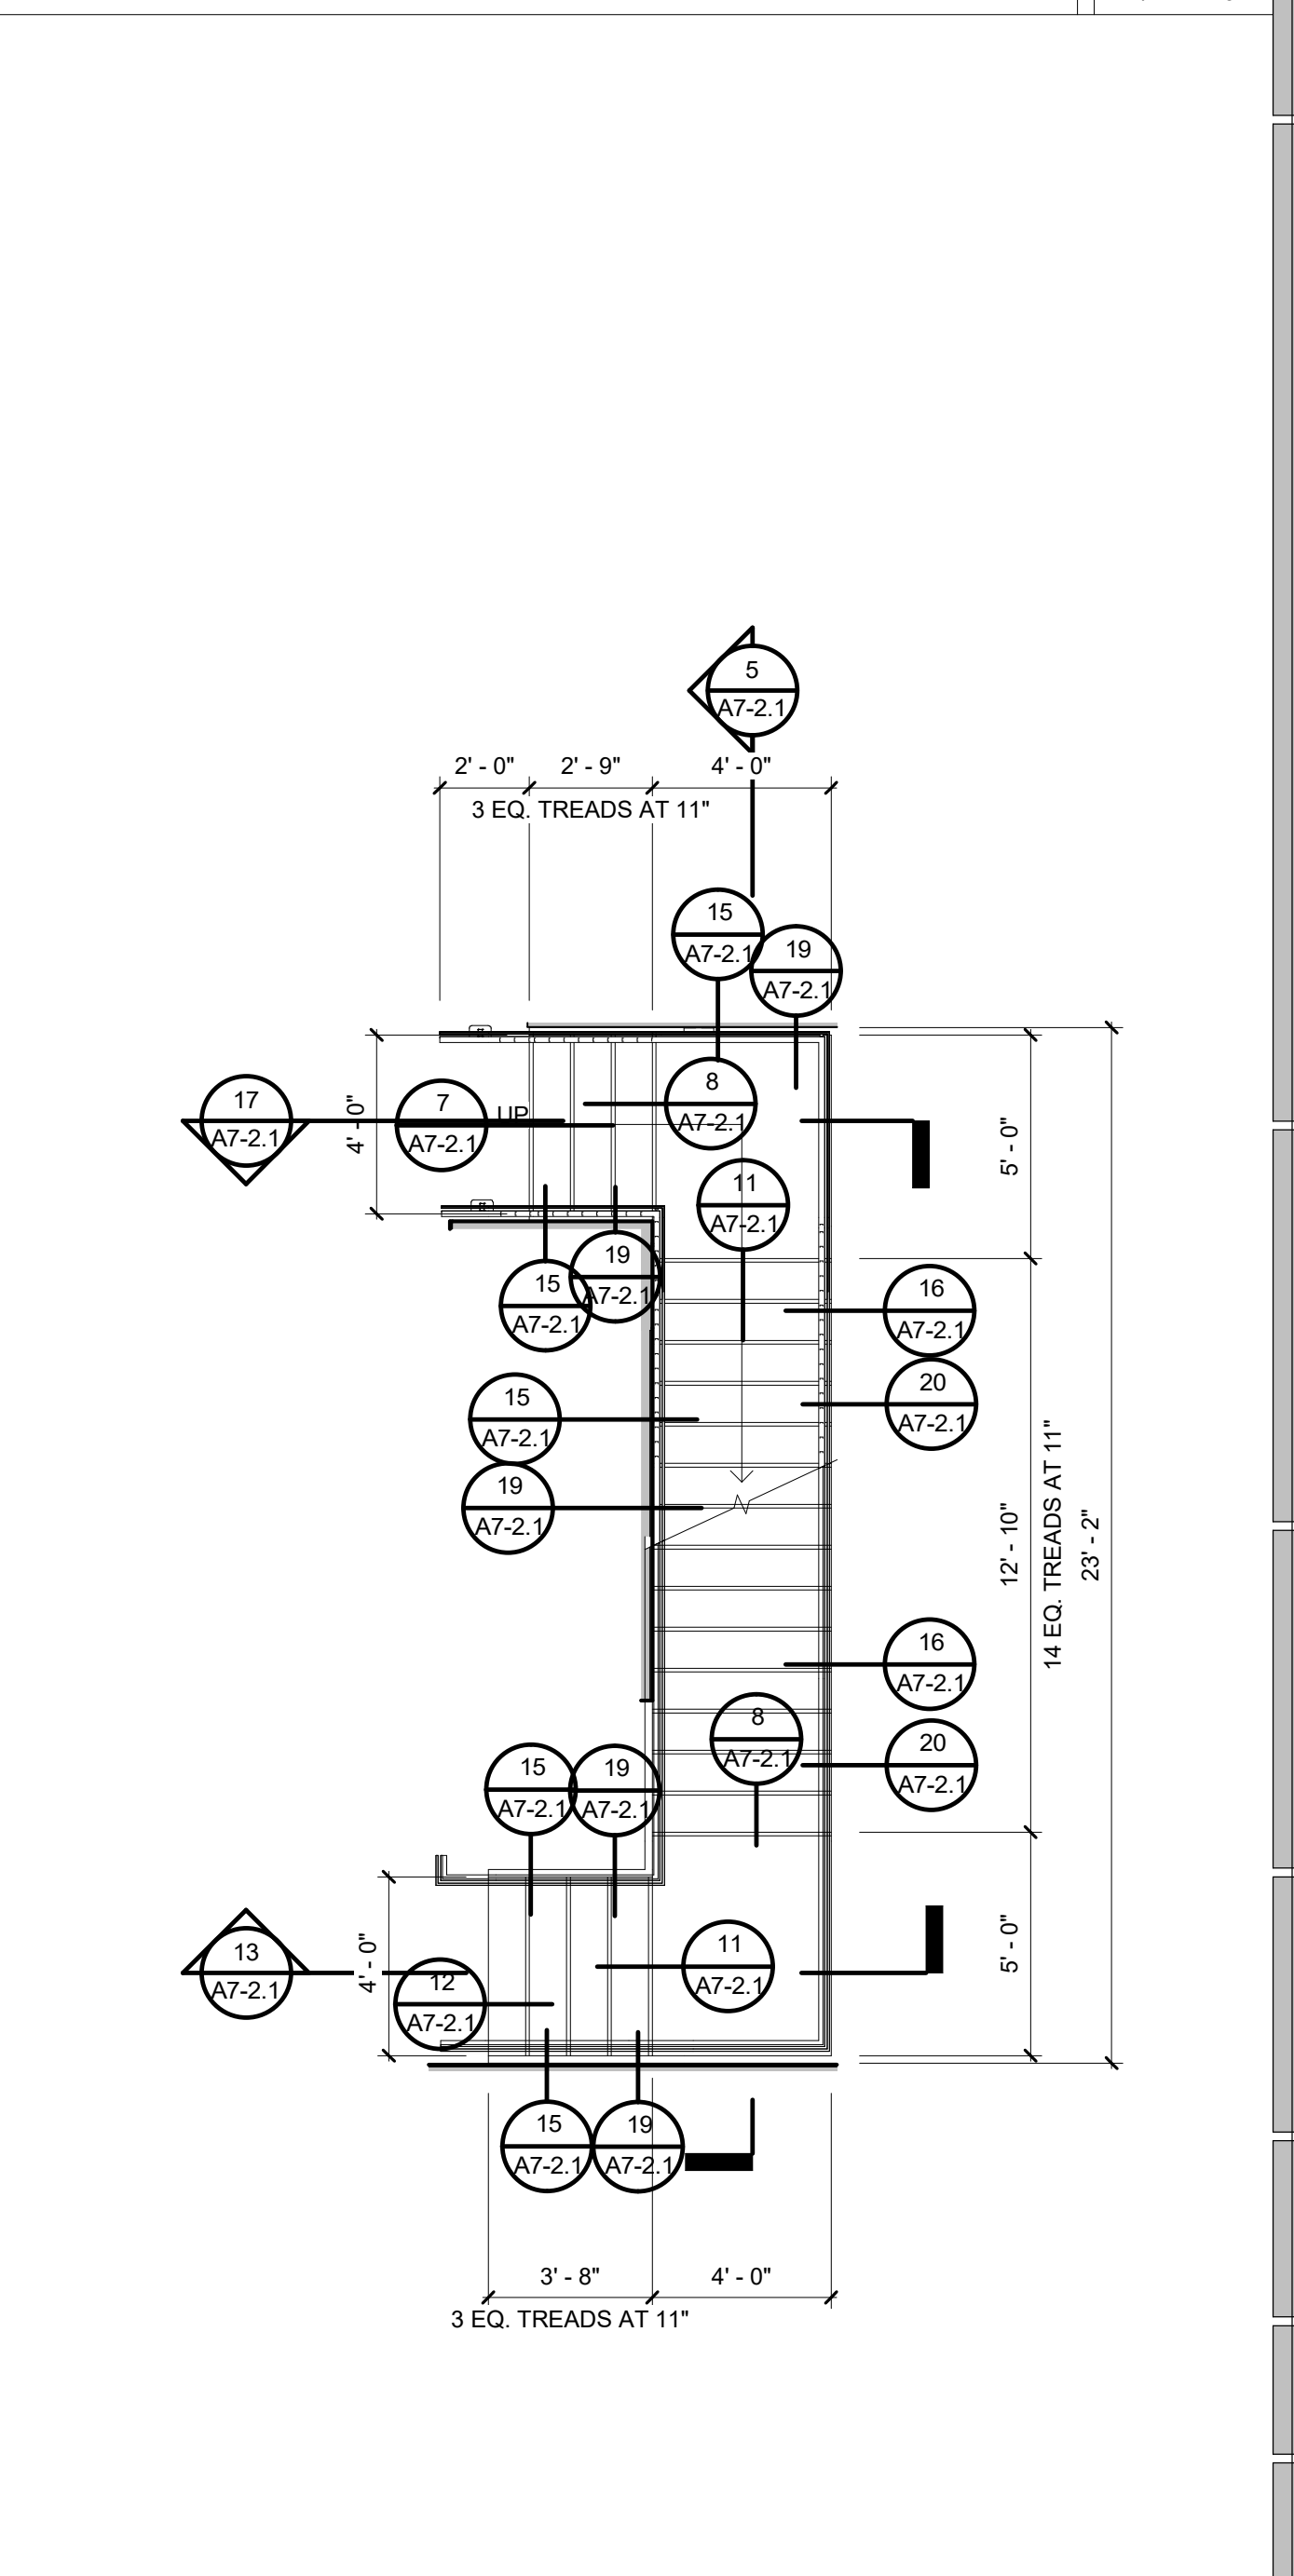 5
A7-2.1
2' - 0"
2' - 9"
4' - 0"
3 EQ. TREADS AT 11"
15
A7-2.1
19
A7-2.1
17
A7-2.1
4' - 0"
7
A7-2.1
UP
8
A7-2.1
5' - 0"
11
A7-2.1
19
A7-2.1
15
A7-2.1
16
A7-2.1
20
A7-2.1
15
A7-2.1
19
A7-2.1
12' - 10"
14 EQ. TREADS AT 11"
23' - 2"
16
A7-2.1
8
A7-2.1
20
A7-2.1
15
A7-2.1
19
A7-2.1
13
A7-2.1
4' - 0"
12
A7-2.1
11
A7-2.1
5' - 0"
15
A7-2.1
19
A7-2.1
3' - 8"
4' - 0"
3 EQ. TREADS AT 11"